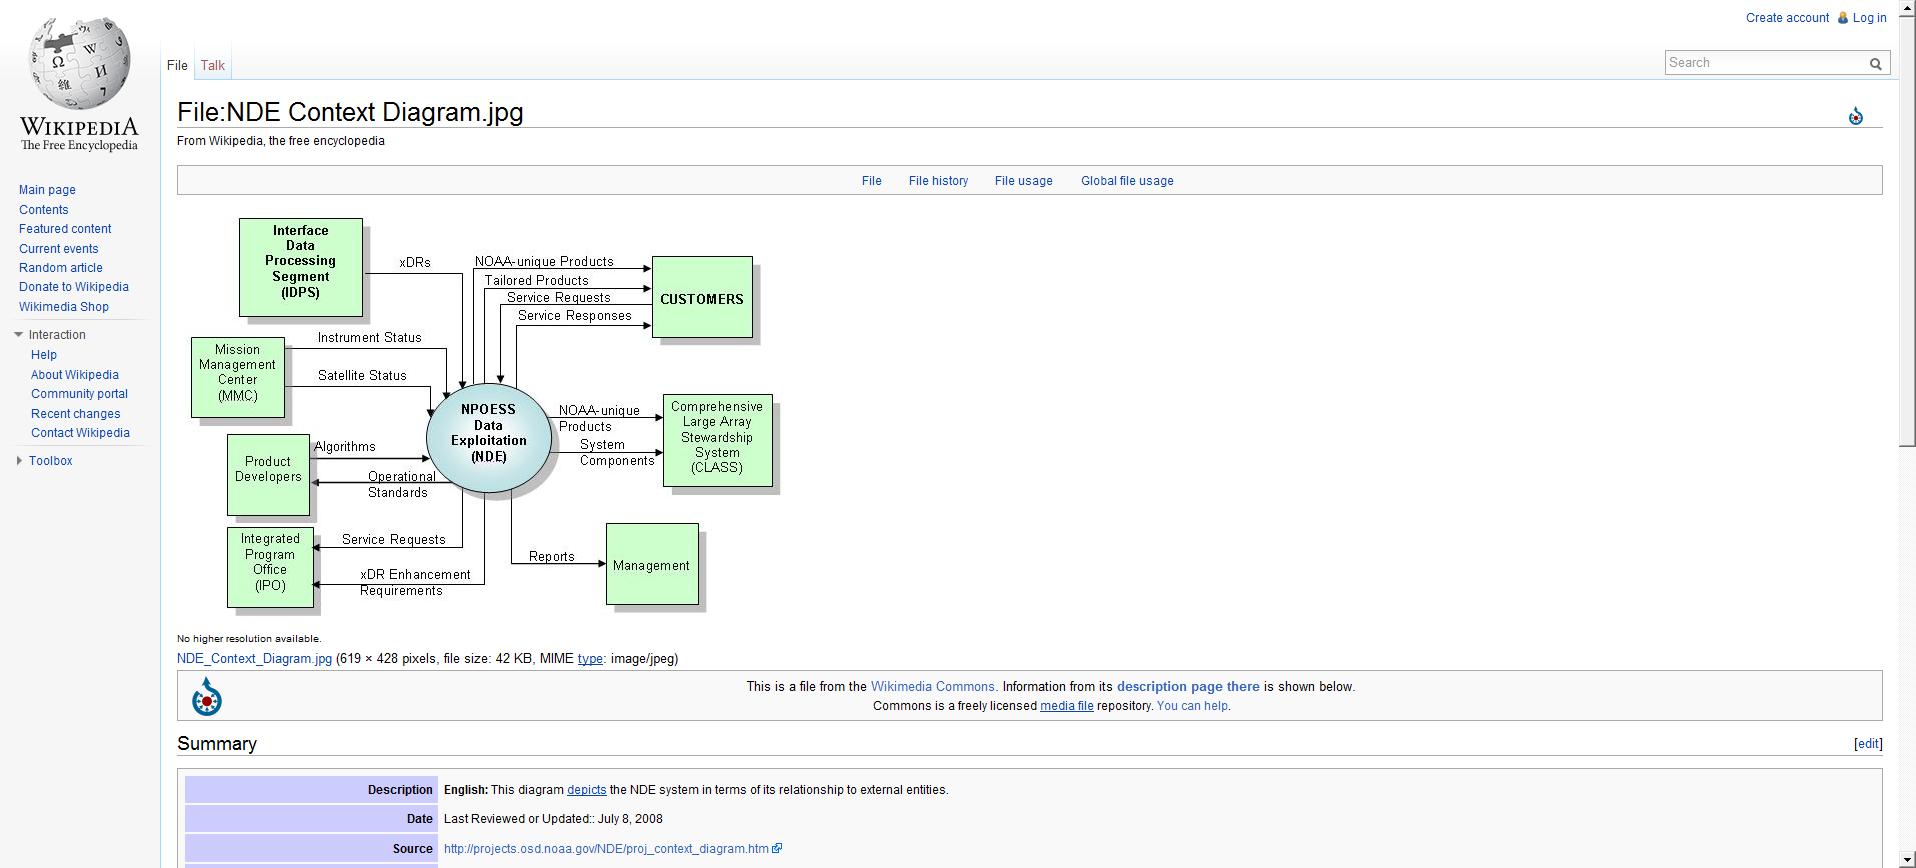 Create account Log in
WIKIPEDIA
The Free Encyclopedia
File Talk
Search
File:NDE Context Diagram.jpg
From Wikipedia, the free encyclopedia
File File history File usage Global file usage
Main page
Contents
Featured content
Current events
Random article
Donate to Wikipedia
Wikimedia Shop
Interaction
Help
About Wikipedia
Community portal
Recent changes
Contact Wikipedia
Toolbox
Interface
Data
Processing
Segment
(IDPS)
xDRs
NOAA-unique Products
Tailored Products
Service Requests
Service Responses
CUSTOMERS
Mission
Management
Center
(MMC)
Instrument Status
Satellite Status
NPOESS
Data
Exploitation
(NDE)
NOAA-unique
Products
System
Components
Comprehensive
Large Array
Stewardship
System
(CLASS)
Product
Developers
Algorithms
Operational
Standards
Integrated
Program
Office
(IPO)
Service Requests
xDR Enhancement
Requirements
Reports
Management
No higher resolution available.
NDE_Context_Diagram.jpg (619 × 428 pixels, file size: 42 KB, MIME type: image/jpeg)
This is a file from the Wikimedia Commons. Information from its description page there is shown below.
Commons is a freely licensed media file repository. You can help.
Summary [edit]
Description English: This diagram depicts the NDE system in terms of its relationship to external entities.
Date Last Reviewed or Updated:: July 8, 2008
Source http://projects.osd.noaa.gov/NDE/proj_context_diagram.htm